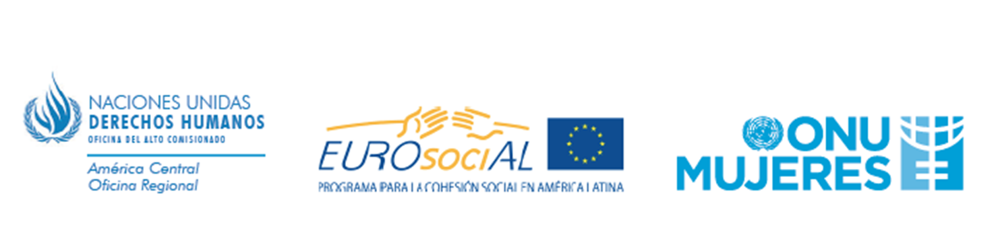 NACIONES UNIDAS
DERECHOS HUMANOS
OFICINA DEL ALTO COMISIONADO
América Central
Oficina Regional
EUROsociAL
PROGRAMA PARA LA COHESIÓN SOCIAL EN AMÉRICA LATINA
ONU
MUJERES